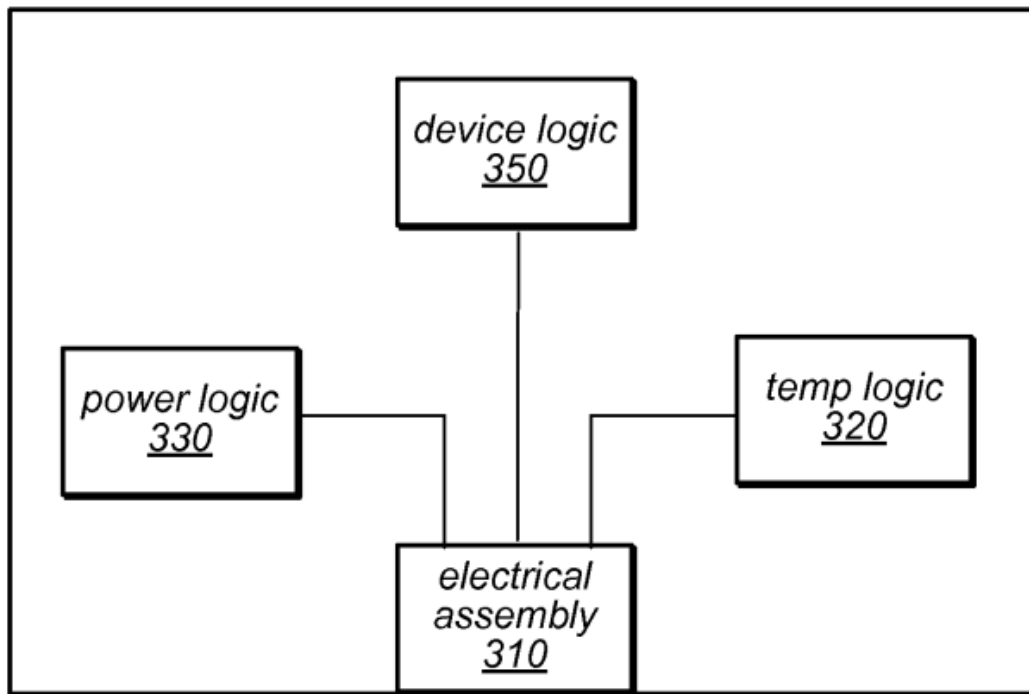 device logic
350
power logic
330
temp logic
320
electrical
assembly
310